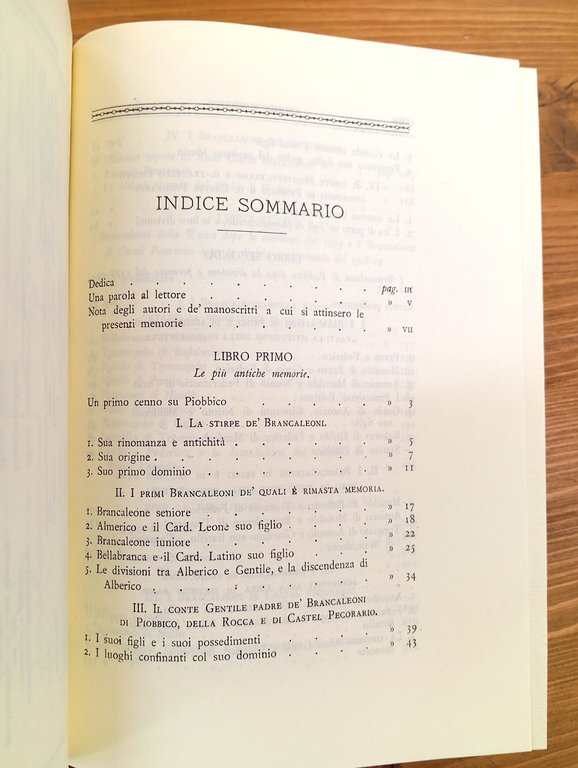 INDICE SOMMARIO
Dedica . . . . . . . . . . . pag. III
Una parola al lettore . . . . . . . . » V
Nota degli autori e de' manoscritti a cui si attinsero le
presenti memorie . . . . . . . » VII
LIBRO PRIMO
Le più antiche memorie.
Un primo cenno su Piobbico . . . . . » 3
I. La stirpe de' Brancaleoni.
1. Sua rinomanza e antichità . . . . . » 5
2. Sua origine . . . . . . . . » 7
3. Suo primo dominio . . . . . . » 11
II. I primi Brancaleoni de' quali è rimasta memoria.
1. Brancaleone seniore . . . . . . » 17
2. Almerico e il Card. Leone suo figlio . . . . » 18
3. Brancaleone iuniore . . . . . . » 22
4. Bellabranca e il Card. Latino suo figlio . . . » 25
5. Le divisioni tra Alberico e Gentile, e la discendenza di
Alberico . . . . . . . . » 34
III. Il conte Gentile padre de' Brancaleoni
di Piobbico, della Rocca e di Castel Pecorario.
1. I suoi figli e i suoi possedimenti . . . . » 39
2. I luoghi confinanti col suo dominio . . . . » 43